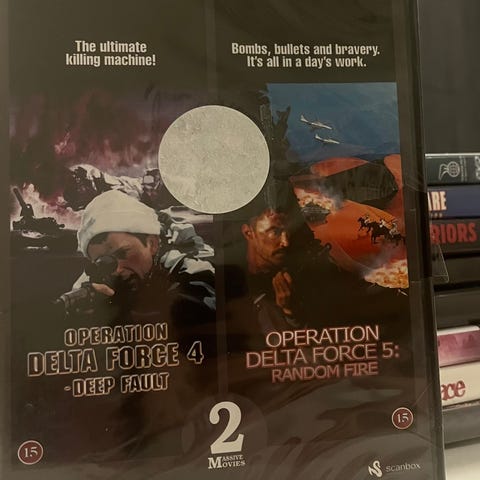 The ultimate
killing machine!
Bombs, bullets and bravery.
It's all in a day's work.
OPERATION
DELTA FORCE 4
-DEEP FAULT
OPERATION
DELTA FORCE 5:
RANDOM FIRE
15
2
MASSIVE
MOVIES
15
scanbox
RIORS